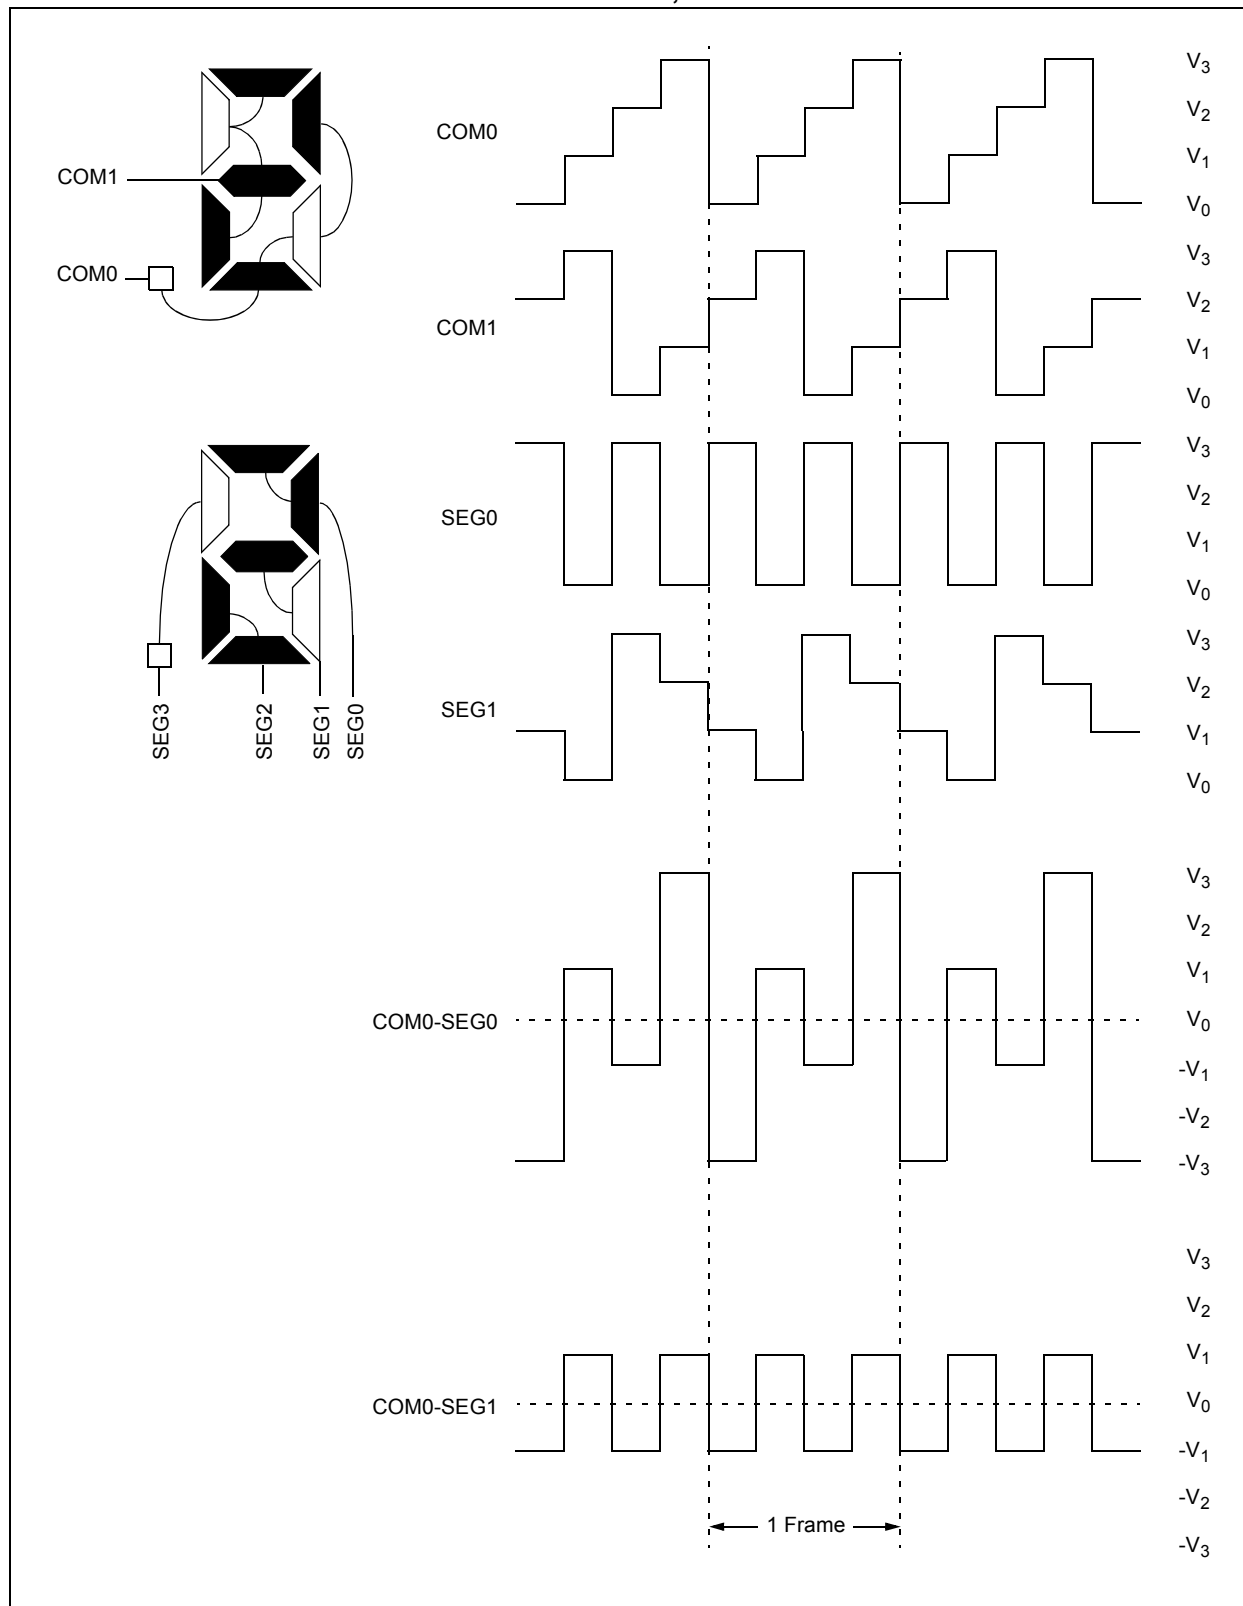 COM1
COM0
SEG3
SEG2
SEG1
SEG0
COM0
V3
V2
V1
V0
COM1
V3
V2
V1
V0
SEG0
V3
V2
V1
V0
SEG1
V3
V2
V1
V0
COM0-SEG0
V3
V2
V1
V0
-V1
-V2
-V3
COM0-SEG1
V3
V2
V1
V0
-V1
-V2
-V3
1 Frame